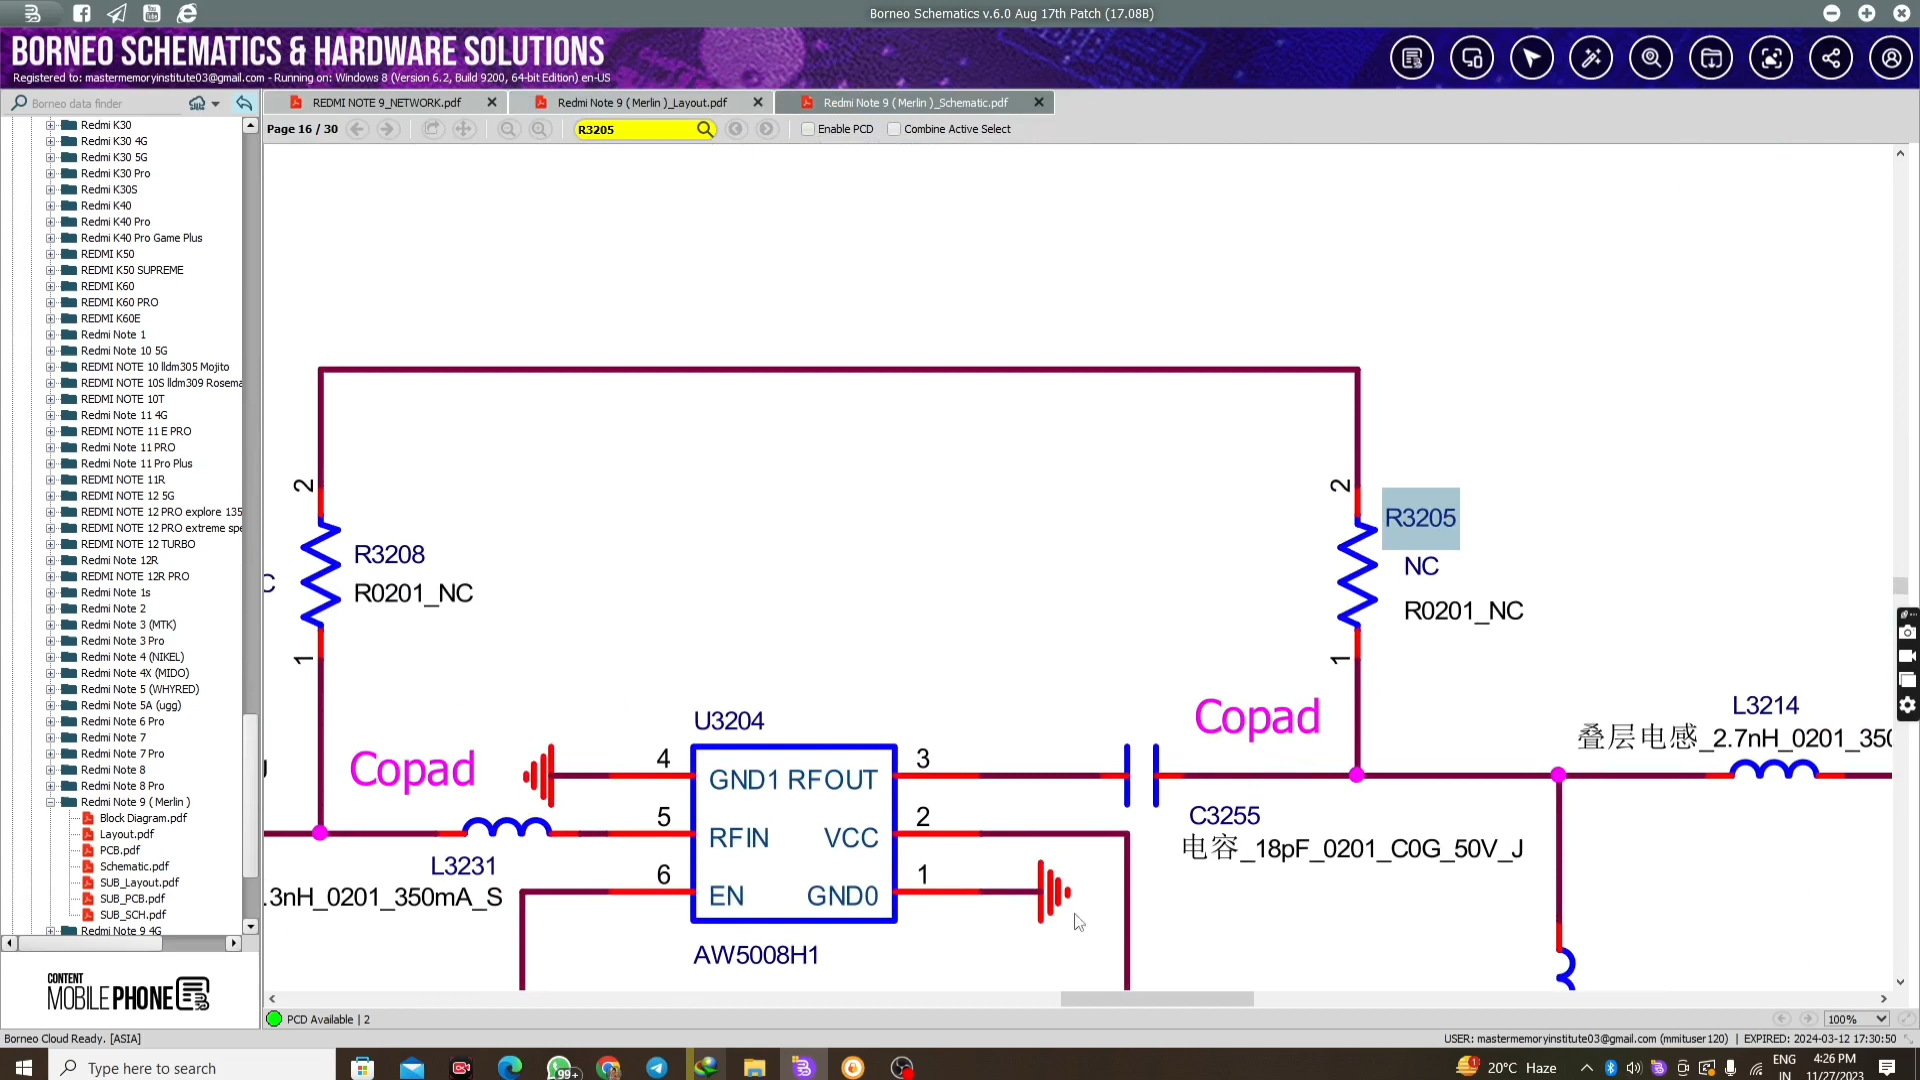 Borneo Schematics v.6.0 Aug 17th Patch (17.08B)
BORNEO SCHEMATICS & HARDWARE SOLUTIONS
Registered to: mastermemoryinstitute03@gmail.com - Running on: Windows 8 (Version 6.2, Build 9200, 64-bit Edition) en-US
Borneo data finder
REDMI NOTE 9_NETWORK.pdf
Redmi Note 9 ( Merlin )_Layout.pdf
Redmi Note 9 ( Merlin )_Schematic.pdf
Page 16 / 30
R3205
Enable PCD
Combine Active Select
Redmi K30
Redmi K30 4G
Redmi K30 5G
Redmi K30 Pro
Redmi K30S
Redmi K40
Redmi K40 Pro
Redmi K40 Pro Game Plus
REDMI K50
REDMI K50 SUPREME
REDMI K60
REDMI K60 PRO
REDMI K60E
Redmi Note 1
Redmi Note 10 5G
REDMI NOTE 10 lldm305 Mojito
REDMI NOTE 10S lldm309 Rosema
REDMI NOTE 10T
Redmi Note 11 4G
REDMI NOTE 11 E PRO
Redmi Note 11 PRO
Redmi Note 11 Pro Plus
REDMI NOTE 11R
REDMI NOTE 12 5G
REDMI NOTE 12 PRO explore 135
REDMI NOTE 12 PRO extreme spe
REDMI NOTE 12 TURBO
Redmi Note 12R
REDMI NOTE 12R PRO
Redmi Note 1s
Redmi Note 2
Redmi Note 3 (MTK)
Redmi Note 3 Pro
Redmi Note 4 (NIKEL)
Redmi Note 4X (MIDO)
Redmi Note 5 (WHYRED)
Redmi Note 5A (ugg)
Redmi Note 6 Pro
Redmi Note 7
Redmi Note 7 Pro
Redmi Note 8
Redmi Note 8 Pro
Redmi Note 9 ( Merlin )
Block Diagram.pdf
Layout.pdf
PCB.pdf
Schematic.pdf
SUB_Layout.pdf
SUB_PCB.pdf
SUB_SCH.pdf
Redmi Note 9 4G
CONTENT
MOBILE PHONE
2
R3208
R0201_NC
1
2
R3205
NC
R0201_NC
1
Copad
Copad
U3204
4
5
6
GND1 RFOUT
RFIN VCC
EN GND0
3
2
1
AW5008H1
L3231
.3nH_0201_350mA_S
C3255
电容_18pF_0201_C0G_50V_J
L3214
叠层电感_2.7nH_0201_350
PCD Available | 2
100%
Borneo Cloud Ready. [ASIA]
USER: mastermemoryinstitute03@gmail.com (mmituser120) | EXPIRED: 2024-03-12 17:30:50
Type here to search
99+
20°C Haze
ENG
IN
4:26 PM
11/27/2023